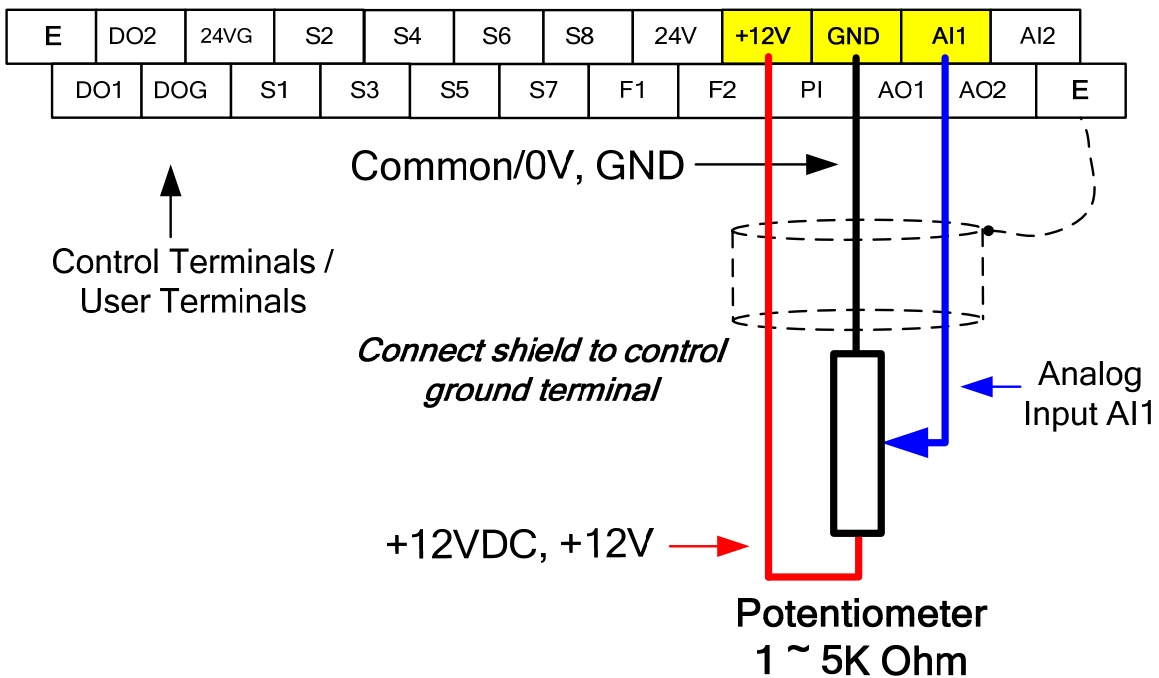 E DO2 24VG S2 S4 S6 S8 24V +12V GND AI1 AI2
DO1 DOG S1 S3 S5 S7 F1 F2 PI AO1 AO2 E
Common/0V, GND
Control Terminals /
User Terminals
Connect shield to control
ground terminal
Analog
Input AI1
+12VDC, +12V
Potentiometer
1 ~ 5K Ohm